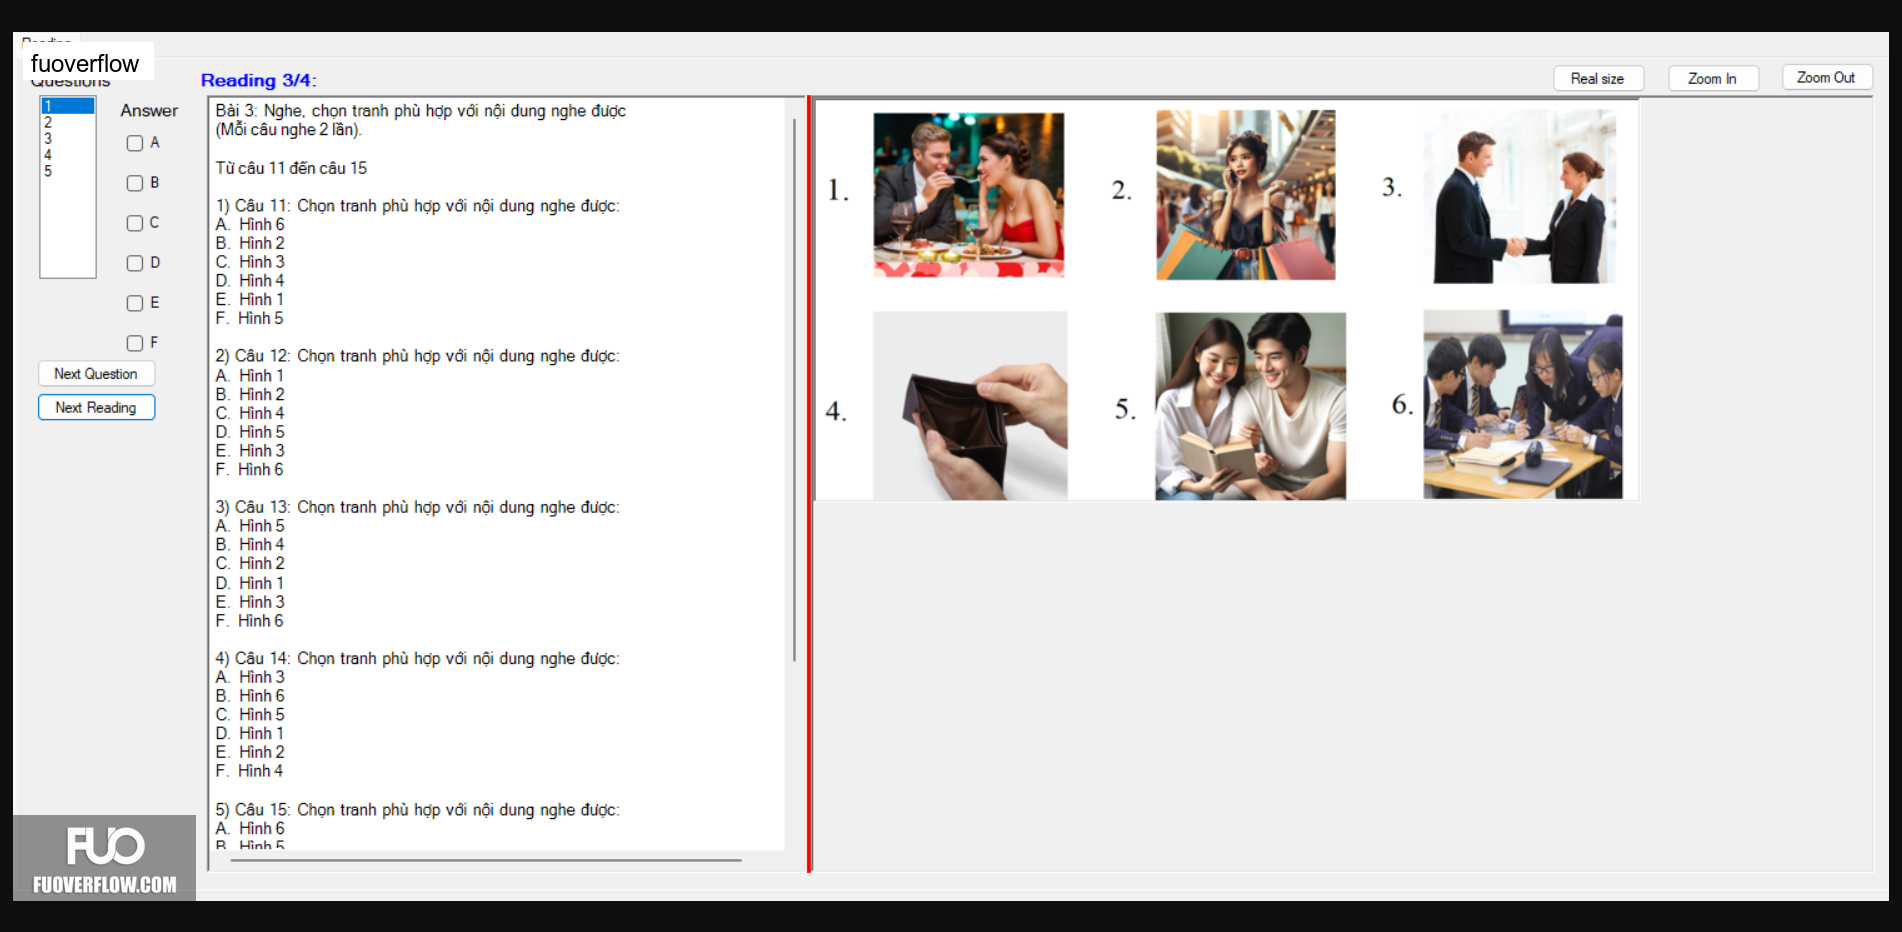 fuoverflow
Questions
1
2
3
4
5
Answer
A
B
C
D
E
F
Next Question
Next Reading
Reading 3/4:
Real size
Zoom In
Zoom Out
Bài 3: Nghe, chọn tranh phù hợp với nội dung nghe được
(Mỗi câu nghe 2 lần).
Từ câu 11 đến câu 15
1) Câu 11: Chọn tranh phù hợp với nội dung nghe được:
A. Hình 6
B. Hình 2
C. Hình 3
D. Hình 4
E. Hình 1
F. Hình 5
2) Câu 12: Chọn tranh phù hợp với nội dung nghe được:
A. Hình 1
B. Hình 2
C. Hình 4
D. Hình 5
E. Hình 3
F. Hình 6
3) Câu 13: Chọn tranh phù hợp với nội dung nghe được:
A. Hình 5
B. Hình 4
C. Hình 2
D. Hình 1
E. Hình 3
F. Hình 6
4) Câu 14: Chọn tranh phù hợp với nội dung nghe được:
A. Hình 3
B. Hình 6
C. Hình 5
D. Hình 1
E. Hình 2
F. Hình 4
5) Câu 15: Chọn tranh phù hợp với nội dung nghe được:
A. Hình 6
B. Hình 5
1.
2.
3.
4.
5.
6.
FUO
FUOVERFLOW.COM